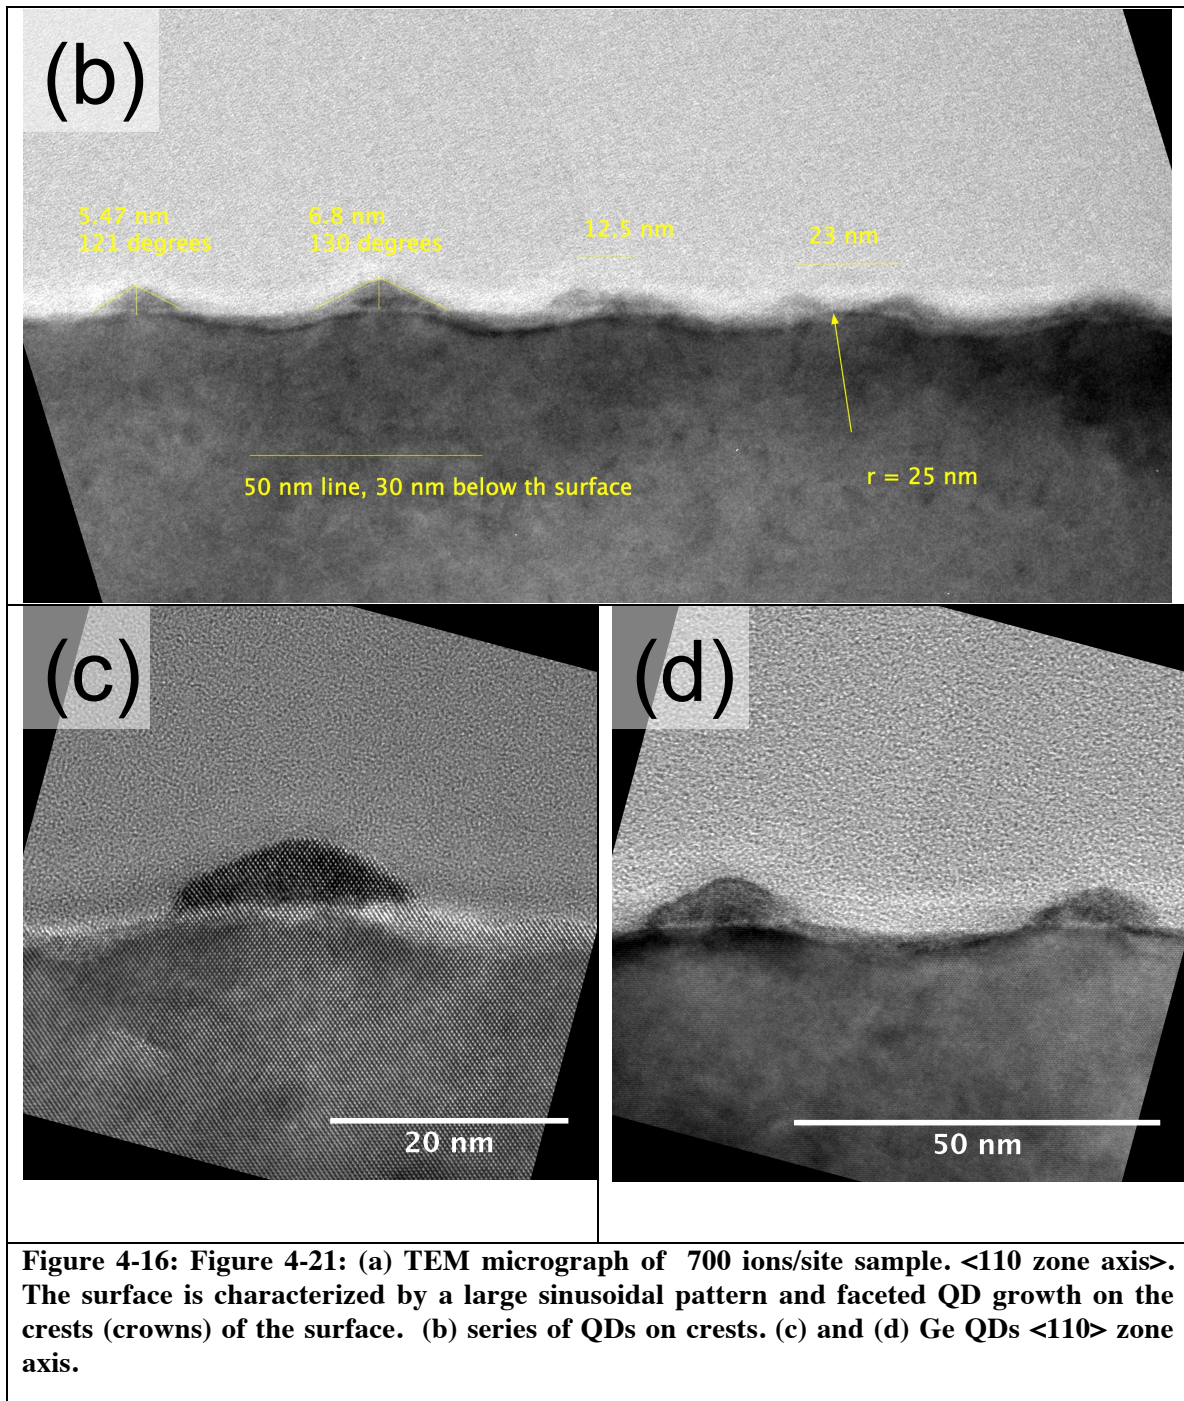 (b)
5.47 nm
121 degrees
6.8 nm
130 degrees
12.5 nm
23 nm
r = 25 nm
50 nm line, 30 nm below th surface
(c)
20 nm
(d)
50 nm
Figure 4-16: Figure 4-21: (a) TEM micrograph of 700 ions/site sample. <110 zone axis>.
The surface is characterized by a large sinusoidal pattern and faceted QD growth on the
crests (crowns) of the surface. (b) series of QDs on crests. (c) and (d) Ge QDs <110> zone
axis.